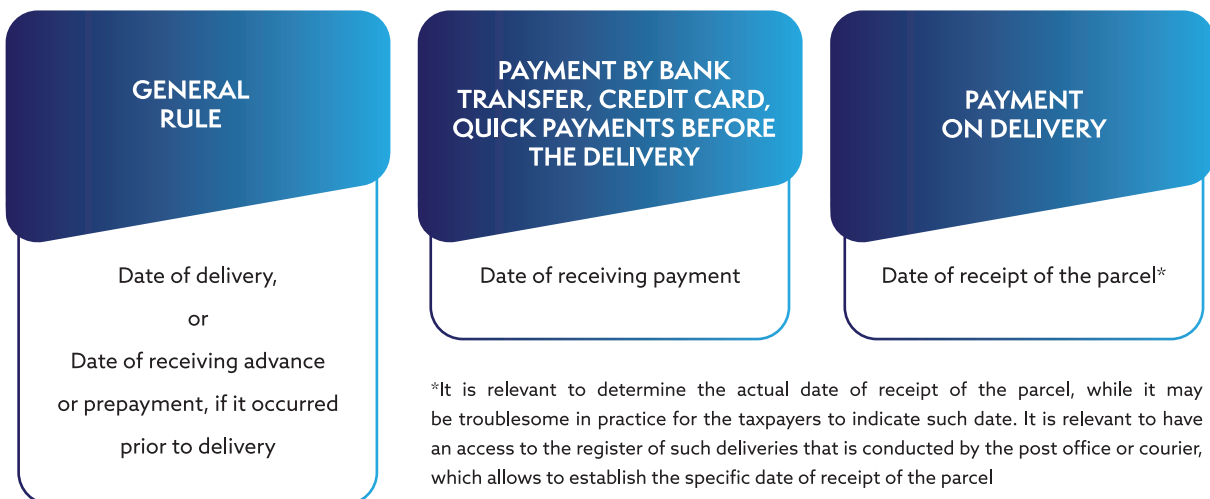 GENERAL
RULE
Date of delivery,
or
Date of receiving advance
or prepayment, if it occurred
prior to delivery
PAYMENT BY BANK
TRANSFER, CREDIT CARD,
QUICK PAYMENTS BEFORE
THE DELIVERY
Date of receiving payment
PAYMENT
ON DELIVERY
Date of receipt of the parcel*
*It is relevant to determine the actual date of receipt of the parcel, while it may
be troublesome in practice for the taxpayers to indicate such date. It is relevant to have
an access to the register of such deliveries that is conducted by the post office or courier,
which allows to establish the specific date of receipt of the parcel